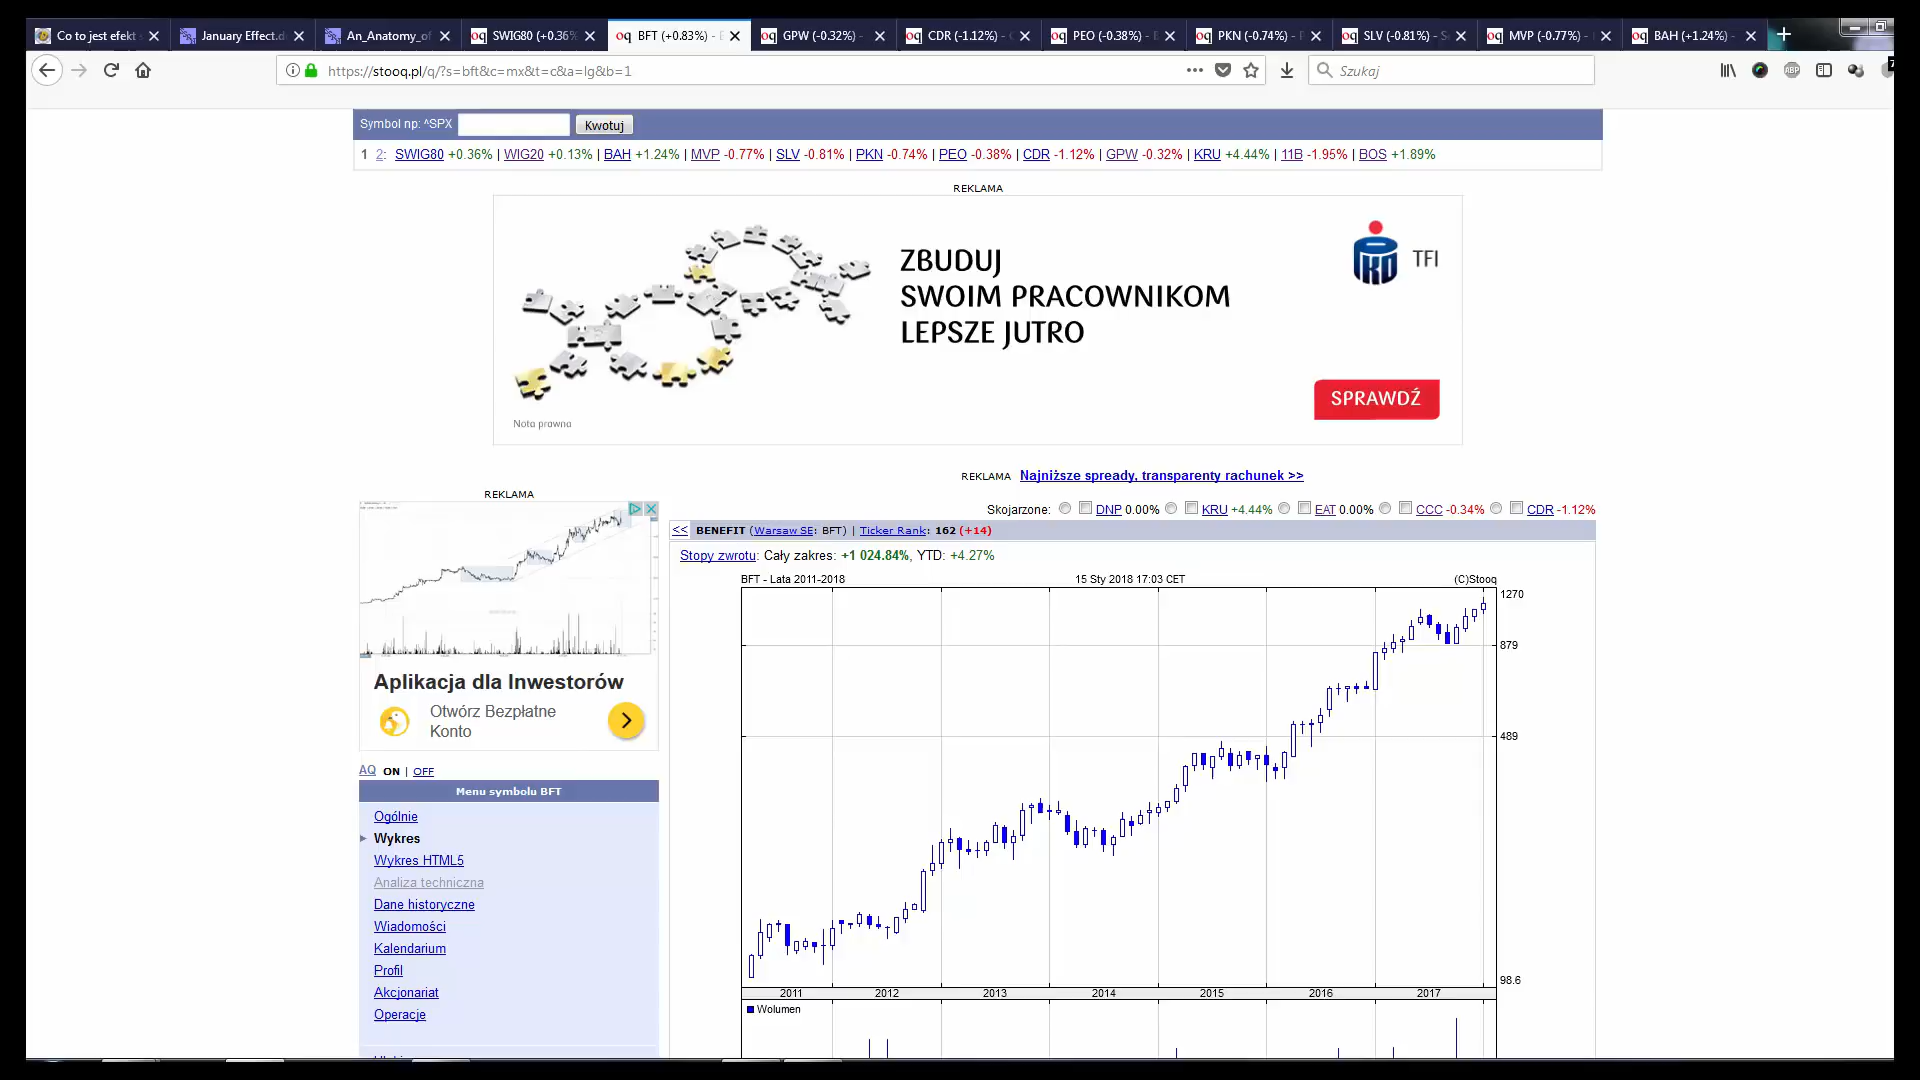 Co to jest efekt
January Effect.d
An_Anatomy_of
SWIG80 (+0.36%
BFT (+0.83%) -
GPW (-0.32%) -
CDR (-1.12%) -
PEO (-0.38%) -
PKN (-0.74%) -
SLV (-0.81%) -
MVP (-0.77%) -
BAH (+1.24%) -
https://stooq.pl/q/?s=bft&c=mx&t=c&a=lg&b=1
Szukaj
ABP
Symbol np: ^SPX
Kwotuj
1 2: SWIG80 +0.36% | WIG20 +0.13% | BAH +1.24% | MVP -0.77% | SLV -0.81% | PKN -0.74% | PEO -0.38% | CDR -1.12% | GPW -0.32% | KRU +4.44% | 11B -1.95% | BOS +1.89%
REKLAMA
ZBUDUJ
SWOIM PRACOWNIKOM
LEPSZE JUTRO
TFI
SPRAWDŹ
Nota prawna
REKLAMA Najniższe spready, transparenty rachunek >>
REKLAMA
Skojarzone: DNP 0.00% KRU +4.44% EAT 0.00% CCC -0.34% CDR -1.12%
<< BENEFIT (Warsaw SE: BFT) | Ticker Rank: 162 (+14)
Stopy zwrotu: Cały zakres: +1 024.84%, YTD: +4.27%
BFT - Lata 2011-2018 15 Sty 2018 17:03 CET (C)Stooq
1270
879
489
98.6
2011 2012 2013 2014 2015 2016 2017
Wolumen
Aplikacja dla Inwestorów
Otwórz Bezpłatne
Konto
AQ ON | OFF
Menu symbolu BFT
Ogólnie
Wykres
Wykres HTML5
Analiza techniczna
Dane historyczne
Wiadomości
Kalendarium
Profil
Akcjonariat
Operacje